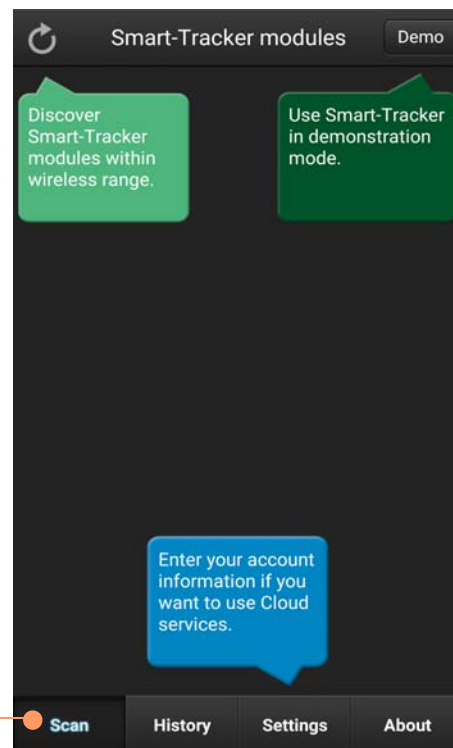 Smart-Tracker modules
Demo
Discover
Smart-Tracker
modules within
wireless range.
Use Smart-Tracker
in demonstration
mode.
Enter your account
information if you
want to use Cloud
services.
Scan
History
Settings
About